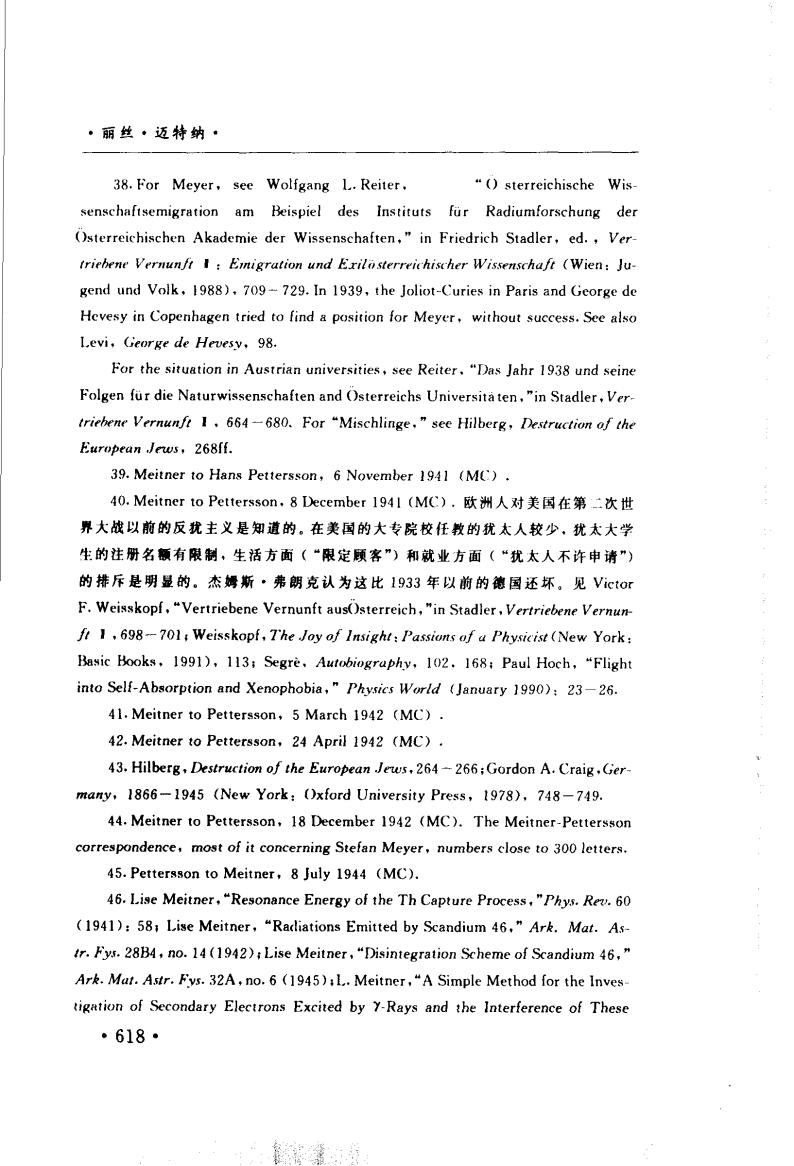 ·丽丝·迈特纳·
38. For Meyer, see Wolfgang L. Reiter, "Ö sterreichische Wis-
senschaftsemigration am Beispiel des Instituts für Radiumforschung der
Österreichischen Akademie der Wissenschaften," in Friedrich Stadler, ed. , Ver-
triebene Vernunft Ⅱ : Emigration und Exilösterreichischer Wissenschaft (Wien: Ju-
gend und Volk, 1988), 709－729. In 1939, the Joliot-Curies in Paris and George de
Hevesy in Copenhagen tried to find a position for Meyer, without success. See also
Levi, George de Hevesy, 98.
For the situation in Austrian universities, see Reiter, "Das Jahr 1938 und seine
Folgen für die Naturwissenschaften and Österreichs Universitäten,"in Stadler, Ver-
triebene Vernunft Ⅱ , 664－680. For "Mischlinge," see Hilberg, Destruction of the
European Jews, 268ff.
39. Meitner to Hans Pettersson, 6 November 1941 (MC) .
40. Meitner to Pettersson, 8 December 1941 (MC) . 欧洲人对美国在第二次世
界大战以前的反犹主义是知道的。在美国的大专院校任教的犹太人较少，犹太大学
生的注册名额有限制，生活方面（“限定顾客”）和就业方面（“犹太人不许申请”）
的排斥是明显的。杰姆斯·弗朗克认为这比 1933 年以前的德国还坏。见 Victor
F. Weisskopf, "Vertriebene Vernunft ausÖsterreich,"in Stadler, Vertriebene Vernun-
ft Ⅱ ,698－701; Weisskopf, The Joy of Insight: Passions of a Physicist (New York:
Basic Books, 1991), 113; Segrè, Autobiography, 102, 168; Paul Hoch, "Flight
into Self-Absorption and Xenophobia," Physics World (January 1990): 23－26.
41. Meitner to Pettersson, 5 March 1942 (MC) .
42. Meitner to Pettersson, 24 April 1942 (MC) .
43. Hilberg, Destruction of the European Jews, 264－266; Gordon A. Craig, Ger-
many, 1866－1945 (New York: Oxford University Press, 1978), 748－749.
44. Meitner to Pettersson, 18 December 1942 (MC). The Meitner-Pettersson
correspondence, most of it concerning Stefan Meyer, numbers close to 300 letters.
45. Pettersson to Meitner, 8 July 1944 (MC).
46. Lise Meitner, "Resonance Energy of the Th Capture Process,"Phys. Rev. 60
(1941): 58; Lise Meitner, "Radiations Emitted by Scandium 46," Ark. Mat. As-
tr. Fys. 28B4, no. 14 (1942); Lise Meitner, "Disintegration Scheme of Scandium 46,"
Ark. Mat. Astr. Fys. 32A, no. 6 (1945); L. Meitner, "A Simple Method for the Inves-
tigation of Secondary Electrons Excited by γ-Rays and the Interference of These
·618·